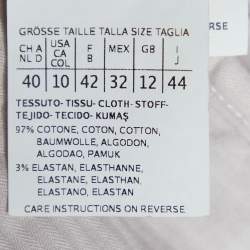 GRÖSSE TAILLE TALLA SIZE TAGLIA
CH A NL D
USA CA COL
F B
MEX
GB
I J
40 10 42 32 12 44
TESSUTO-TISSU-CLOTH-STOFF-
TEJIDO-TECIDO-KUMAŞ
97% COTONE, COTON, COTTON,
BAUMWOLLE, ALGODON,
ALGODAO, PAMUK
3% ELASTAN, ELASTHANNE,
ELASTANE, ELASTHAN,
ELASTANO, ELASTAN
CARE INSTRUCTIONS ON REVERSE
VERSE